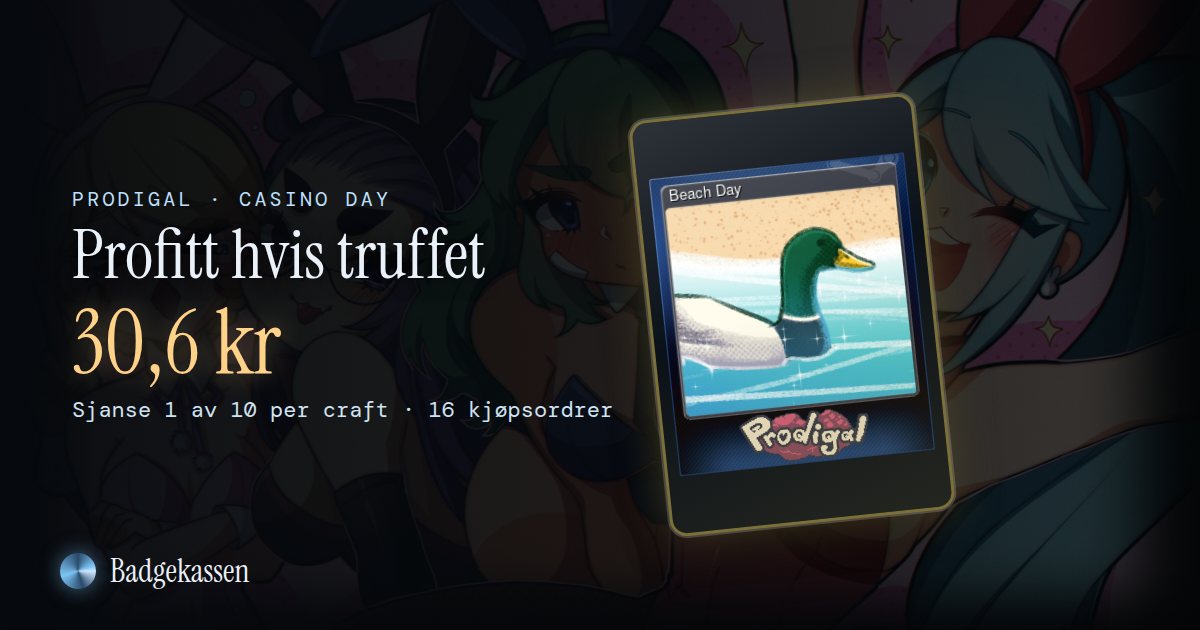 PRODIGAL · CASINO DAY
Profitt hvis truffet
30,6 kr
Sjanse 1 av 10 per craft · 16 kjøpsordrer
Beach Day
Prodigal
Badgekassen